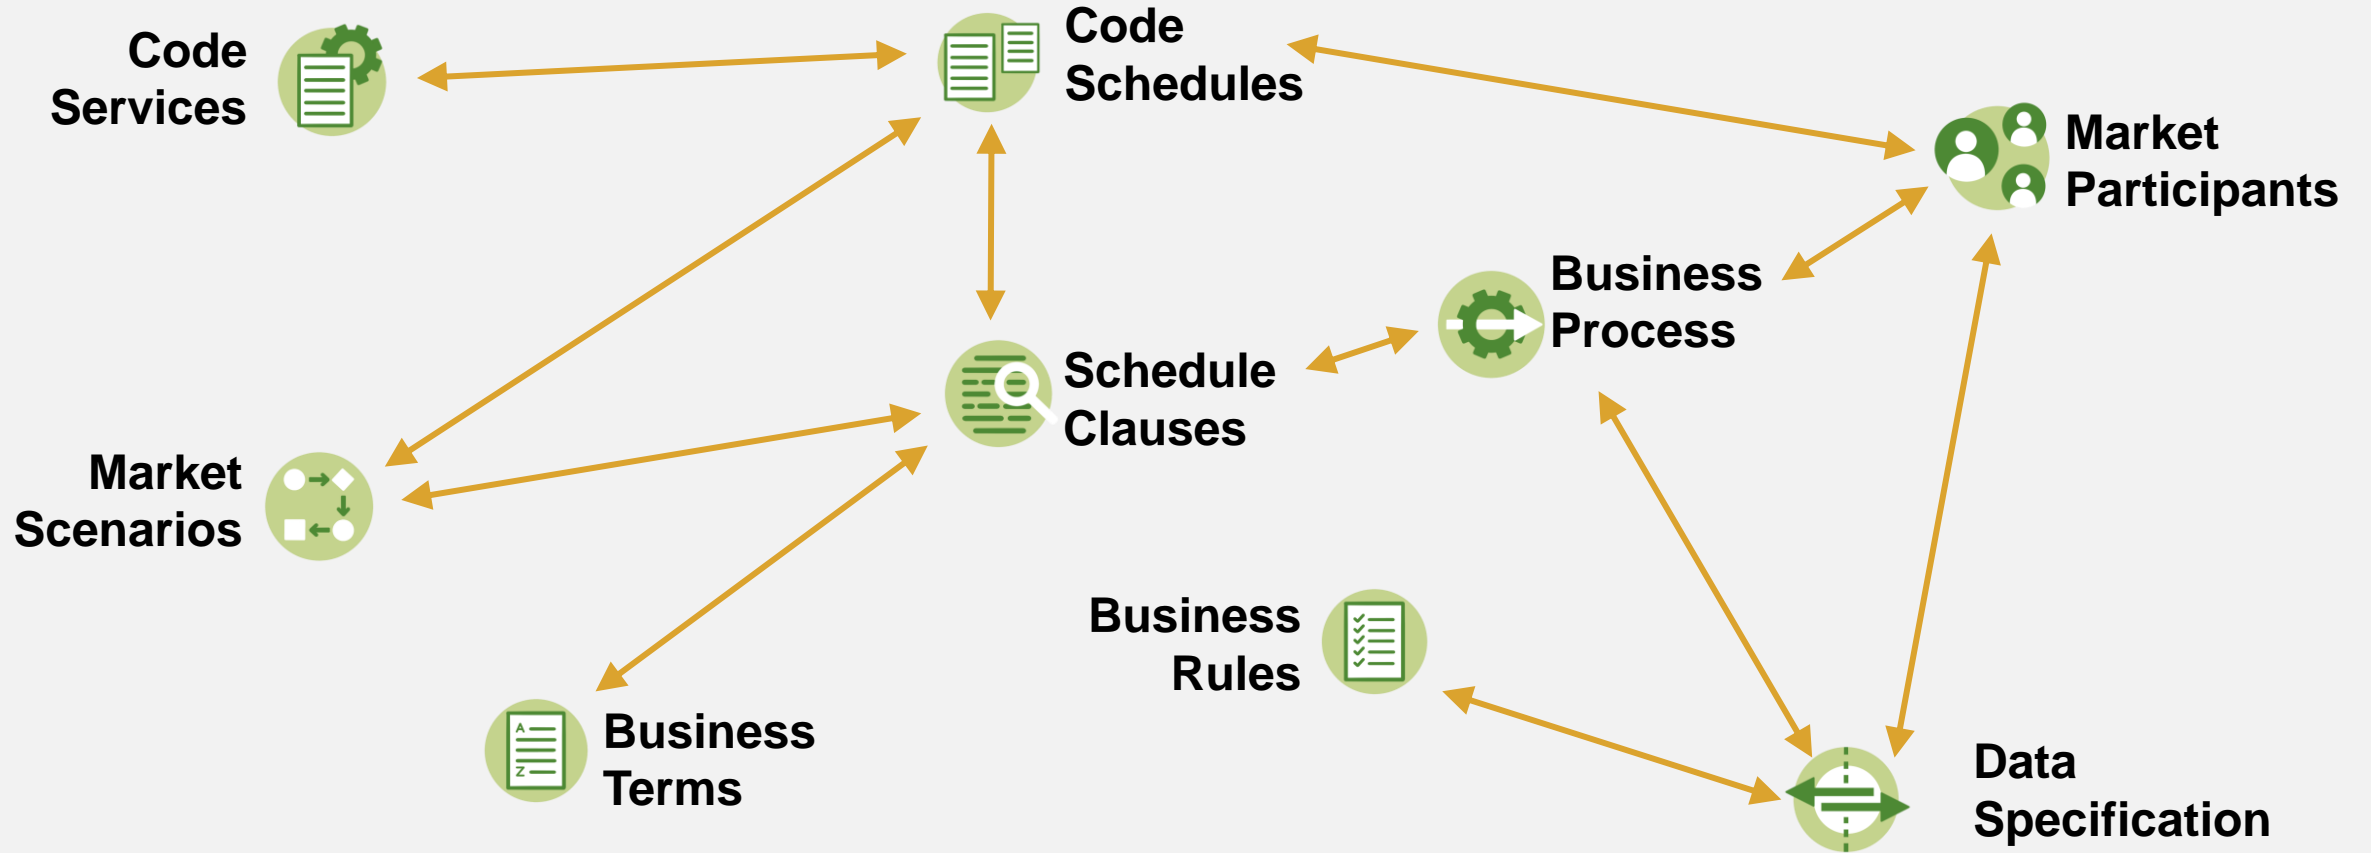 Code
Services
Code
Schedules
Market
Participants
Business
Process
Schedule
Clauses
Market
Scenarios
Business
Rules
A
Z
Business
Terms
Data
Specification